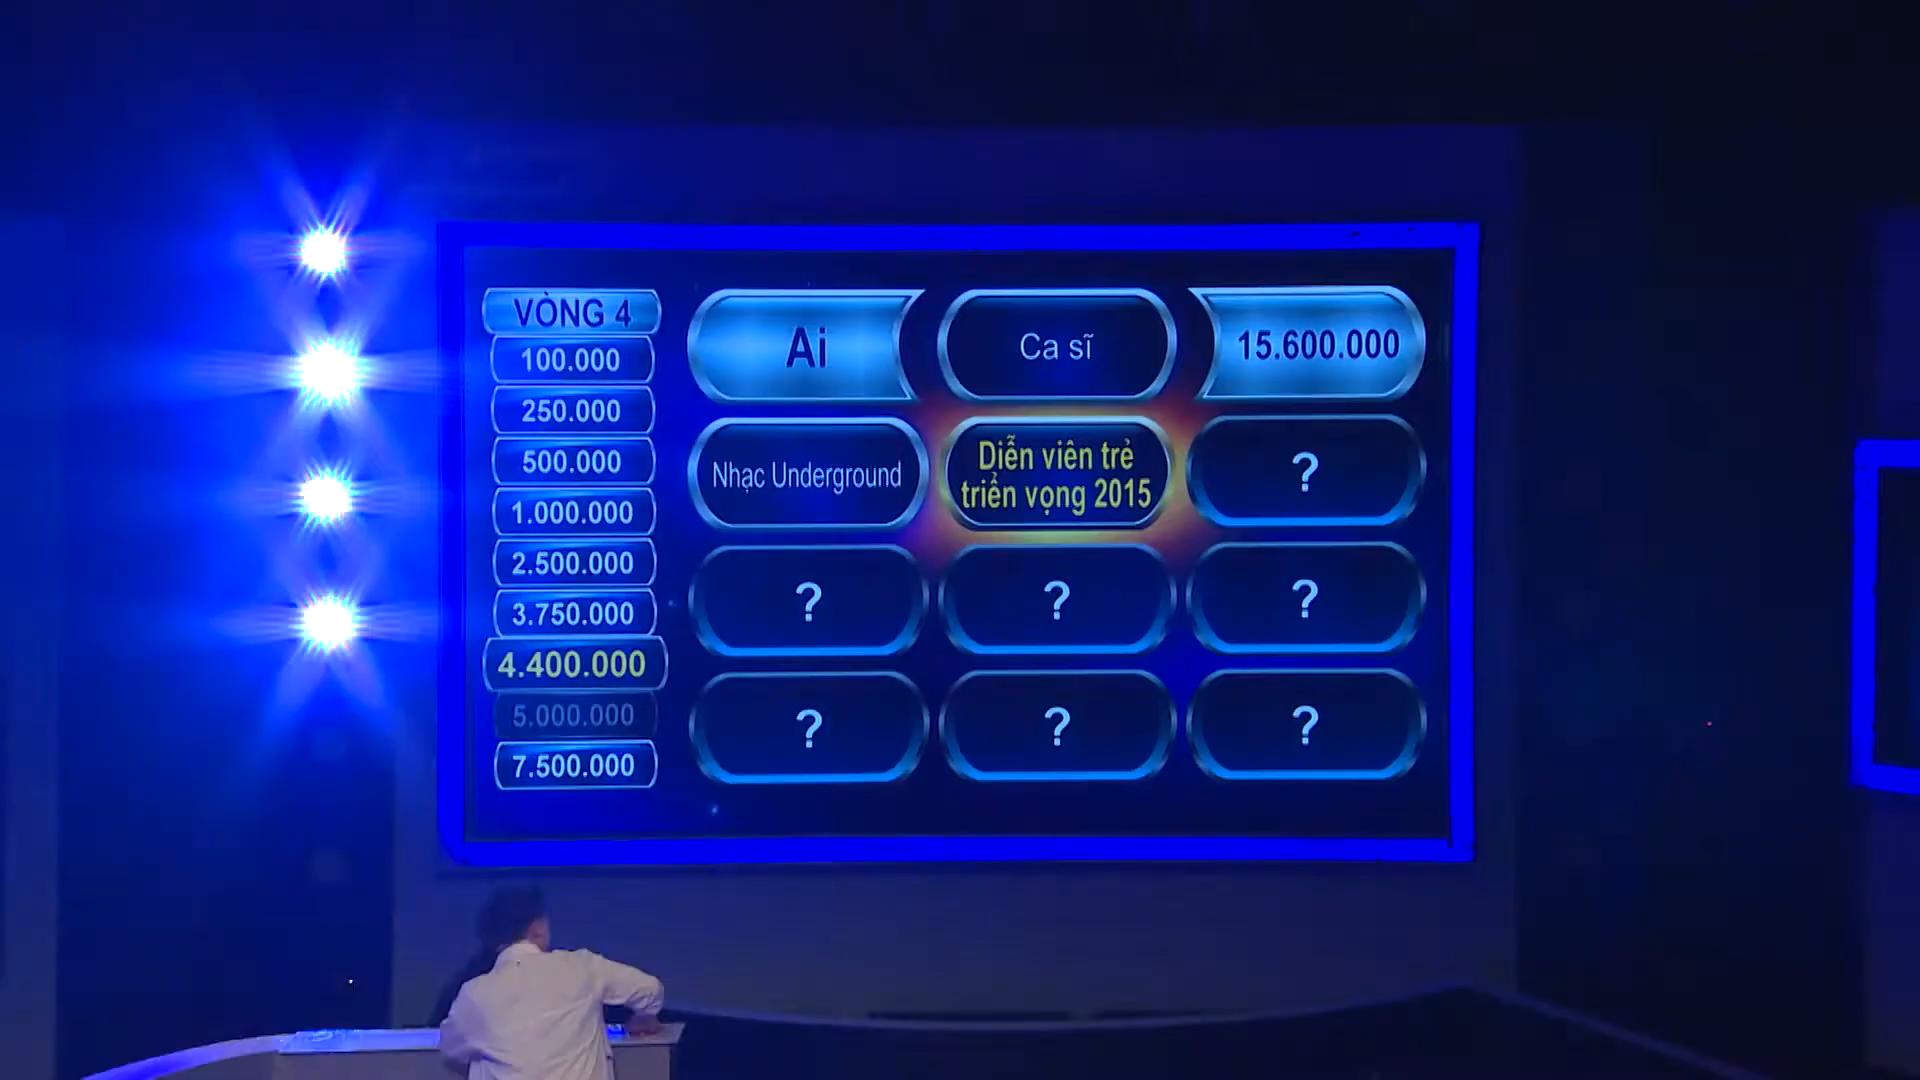 VÒNG 4
100.000
250.000
500.000
1.000.000
2.500.000
3.750.000
4.400.000
5.000.000
7.500.000
Ai
Ca sĩ
15.600.000
Nhạc Underground
Diễn viên trẻ
triển vọng 2015
?
?
?
?
?
?
?